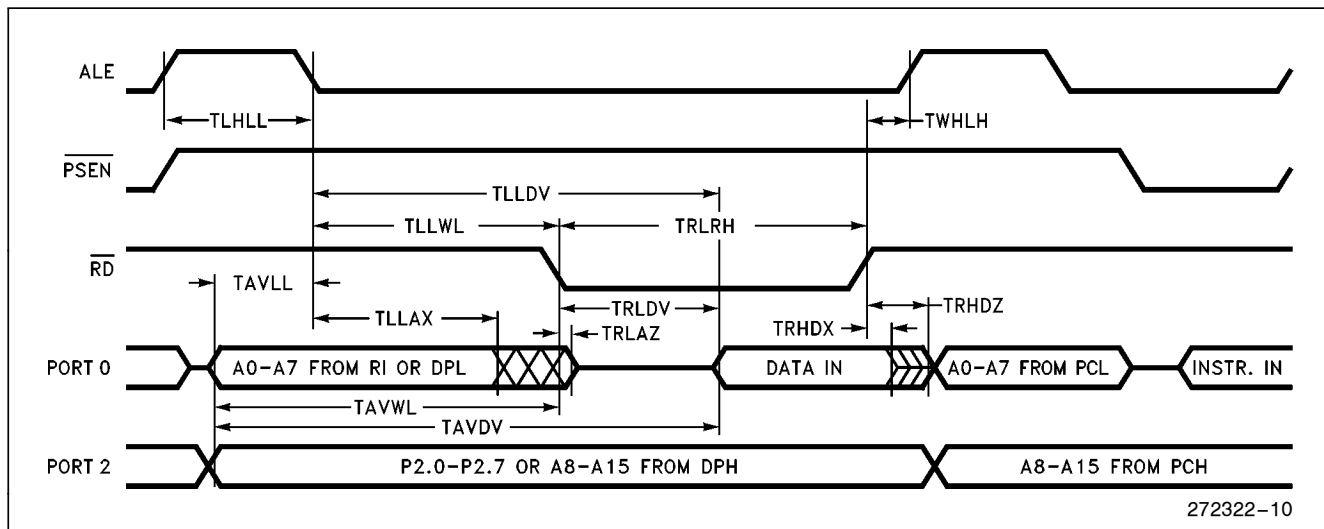 ALE
TLHLL
TWHLH
PSEN
TLLDV
TLLWL
TRLRH
RD
TAVLL
TRLDV
TRHDZ
TLLAX
TRLAZ
TRHDX
PORT 0
A0–A7 FROM RI OR DPL
DATA IN
A0–A7 FROM PCL
INSTR. IN
TAVWL
TAVDV
PORT 2
P2.0–P2.7 OR A8–A15 FROM DPH
A8–A15 FROM PCH
272322–10